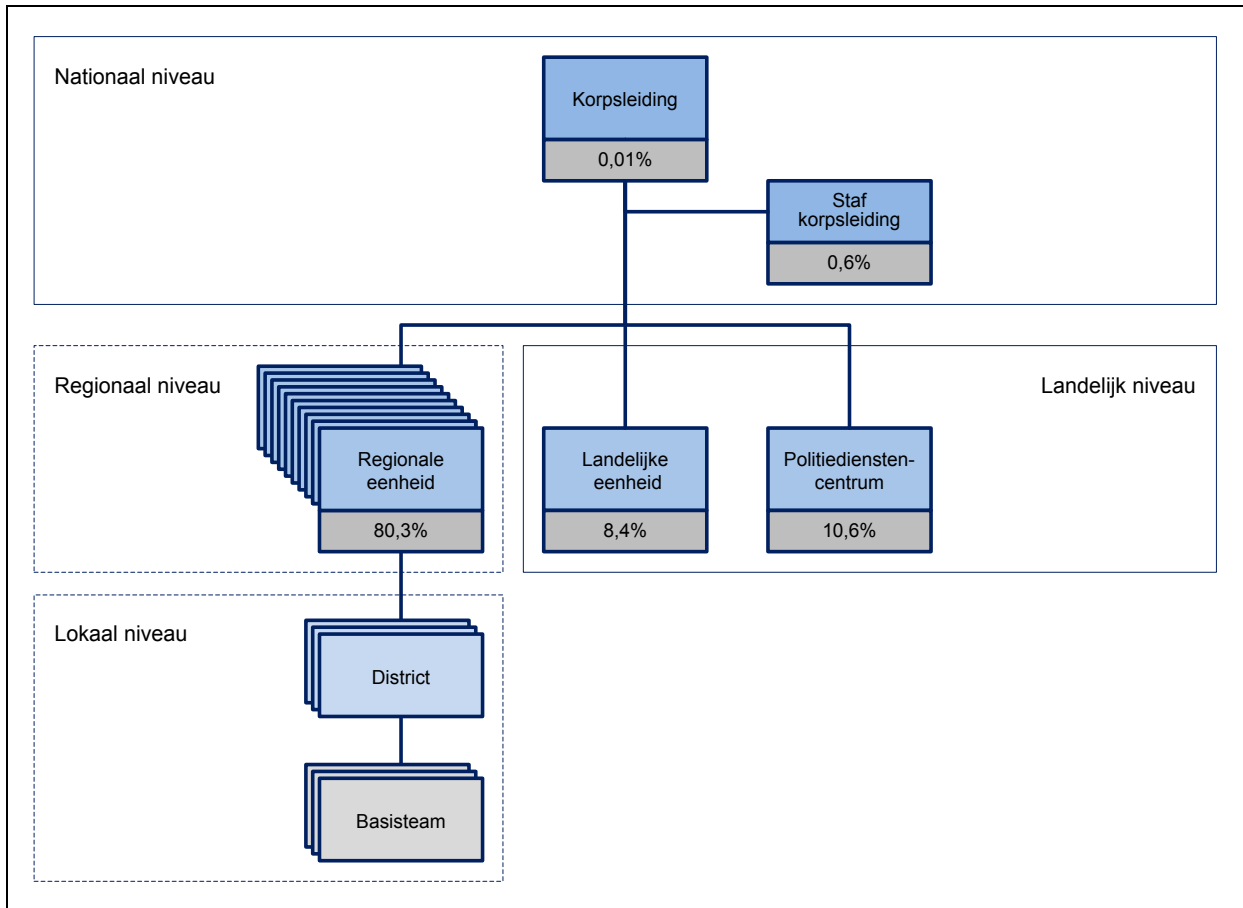 Nationaal niveau
Korpsleiding
0,01%
Staf
korpsleiding
0,6%
Regionaal niveau
Landelijk niveau
Regionale
eenheid
80,3%
Landelijke
eenheid
8,4%
Politiediensten-
centrum
10,6%
Lokaal niveau
District
Basisteam